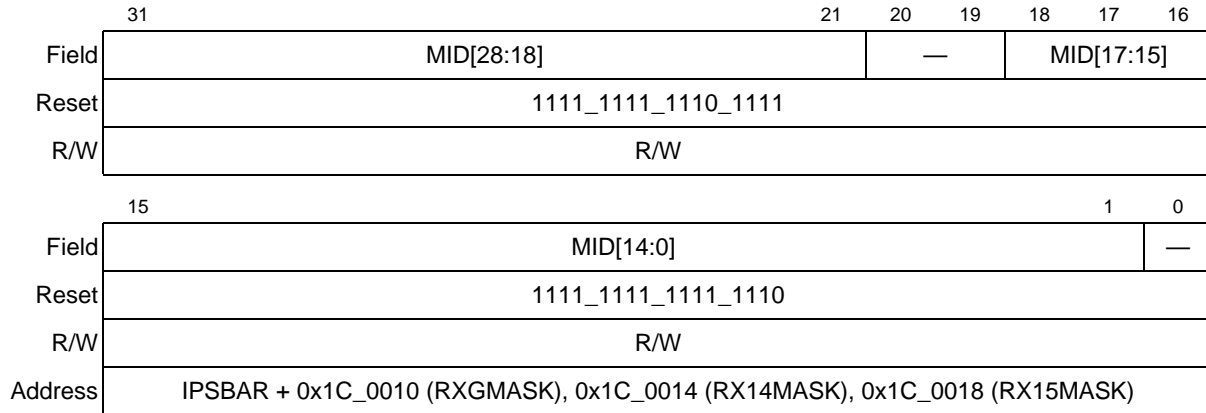 31 21 20 19 18 17 16
Field MID[28:18] — MID[17:15]
Reset 1111_1111_1110_1111
R/W R/W
15 1 0
Field MID[14:0] —
Reset 1111_1111_1111_1110
R/W R/W
Address IPSBAR + 0x1C_0010 (RXGMASK), 0x1C_0014 (RX14MASK), 0x1C_0018 (RX15MASK)